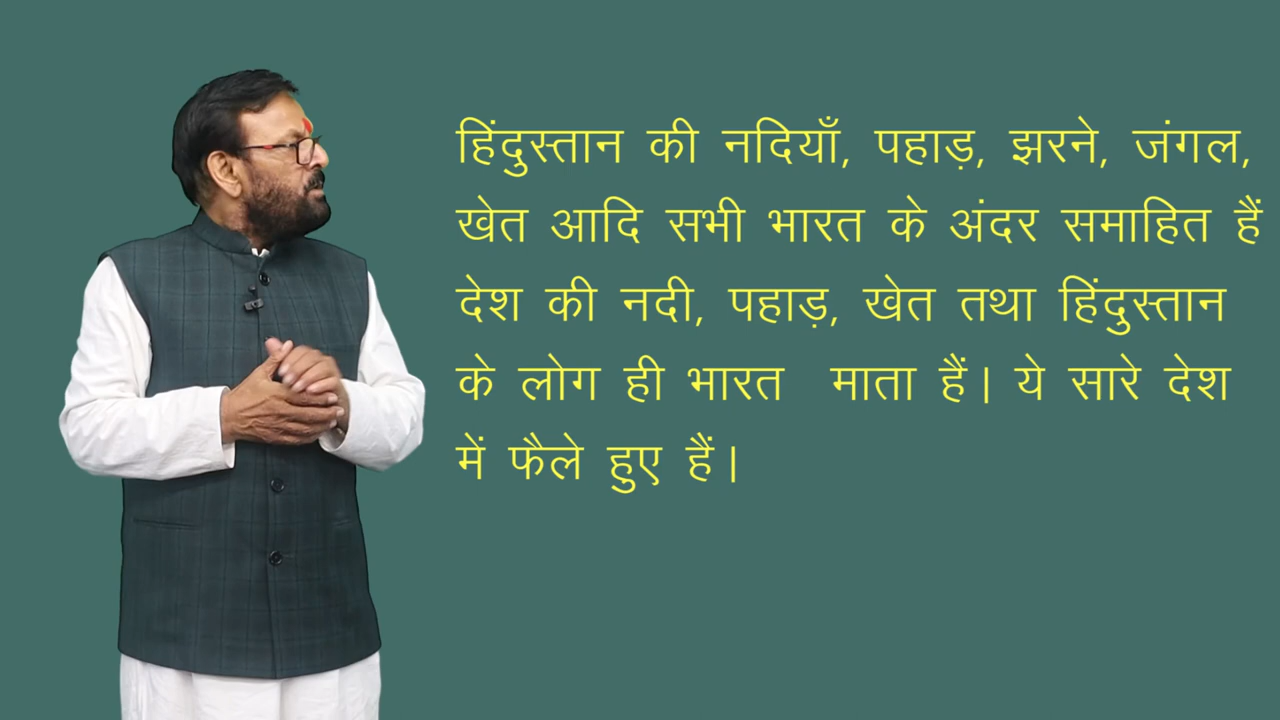 हिंदुस्तान की नदियाँ, पहाड़, झरने, जंगल,
खेत आदि सभी भारत के अंदर समाहित हैं
देश की नदी, पहाड़, खेत तथा हिंदुस्तान
के लोग ही भारत माता हैं। ये सारे देश
में फैले हुए हैं।